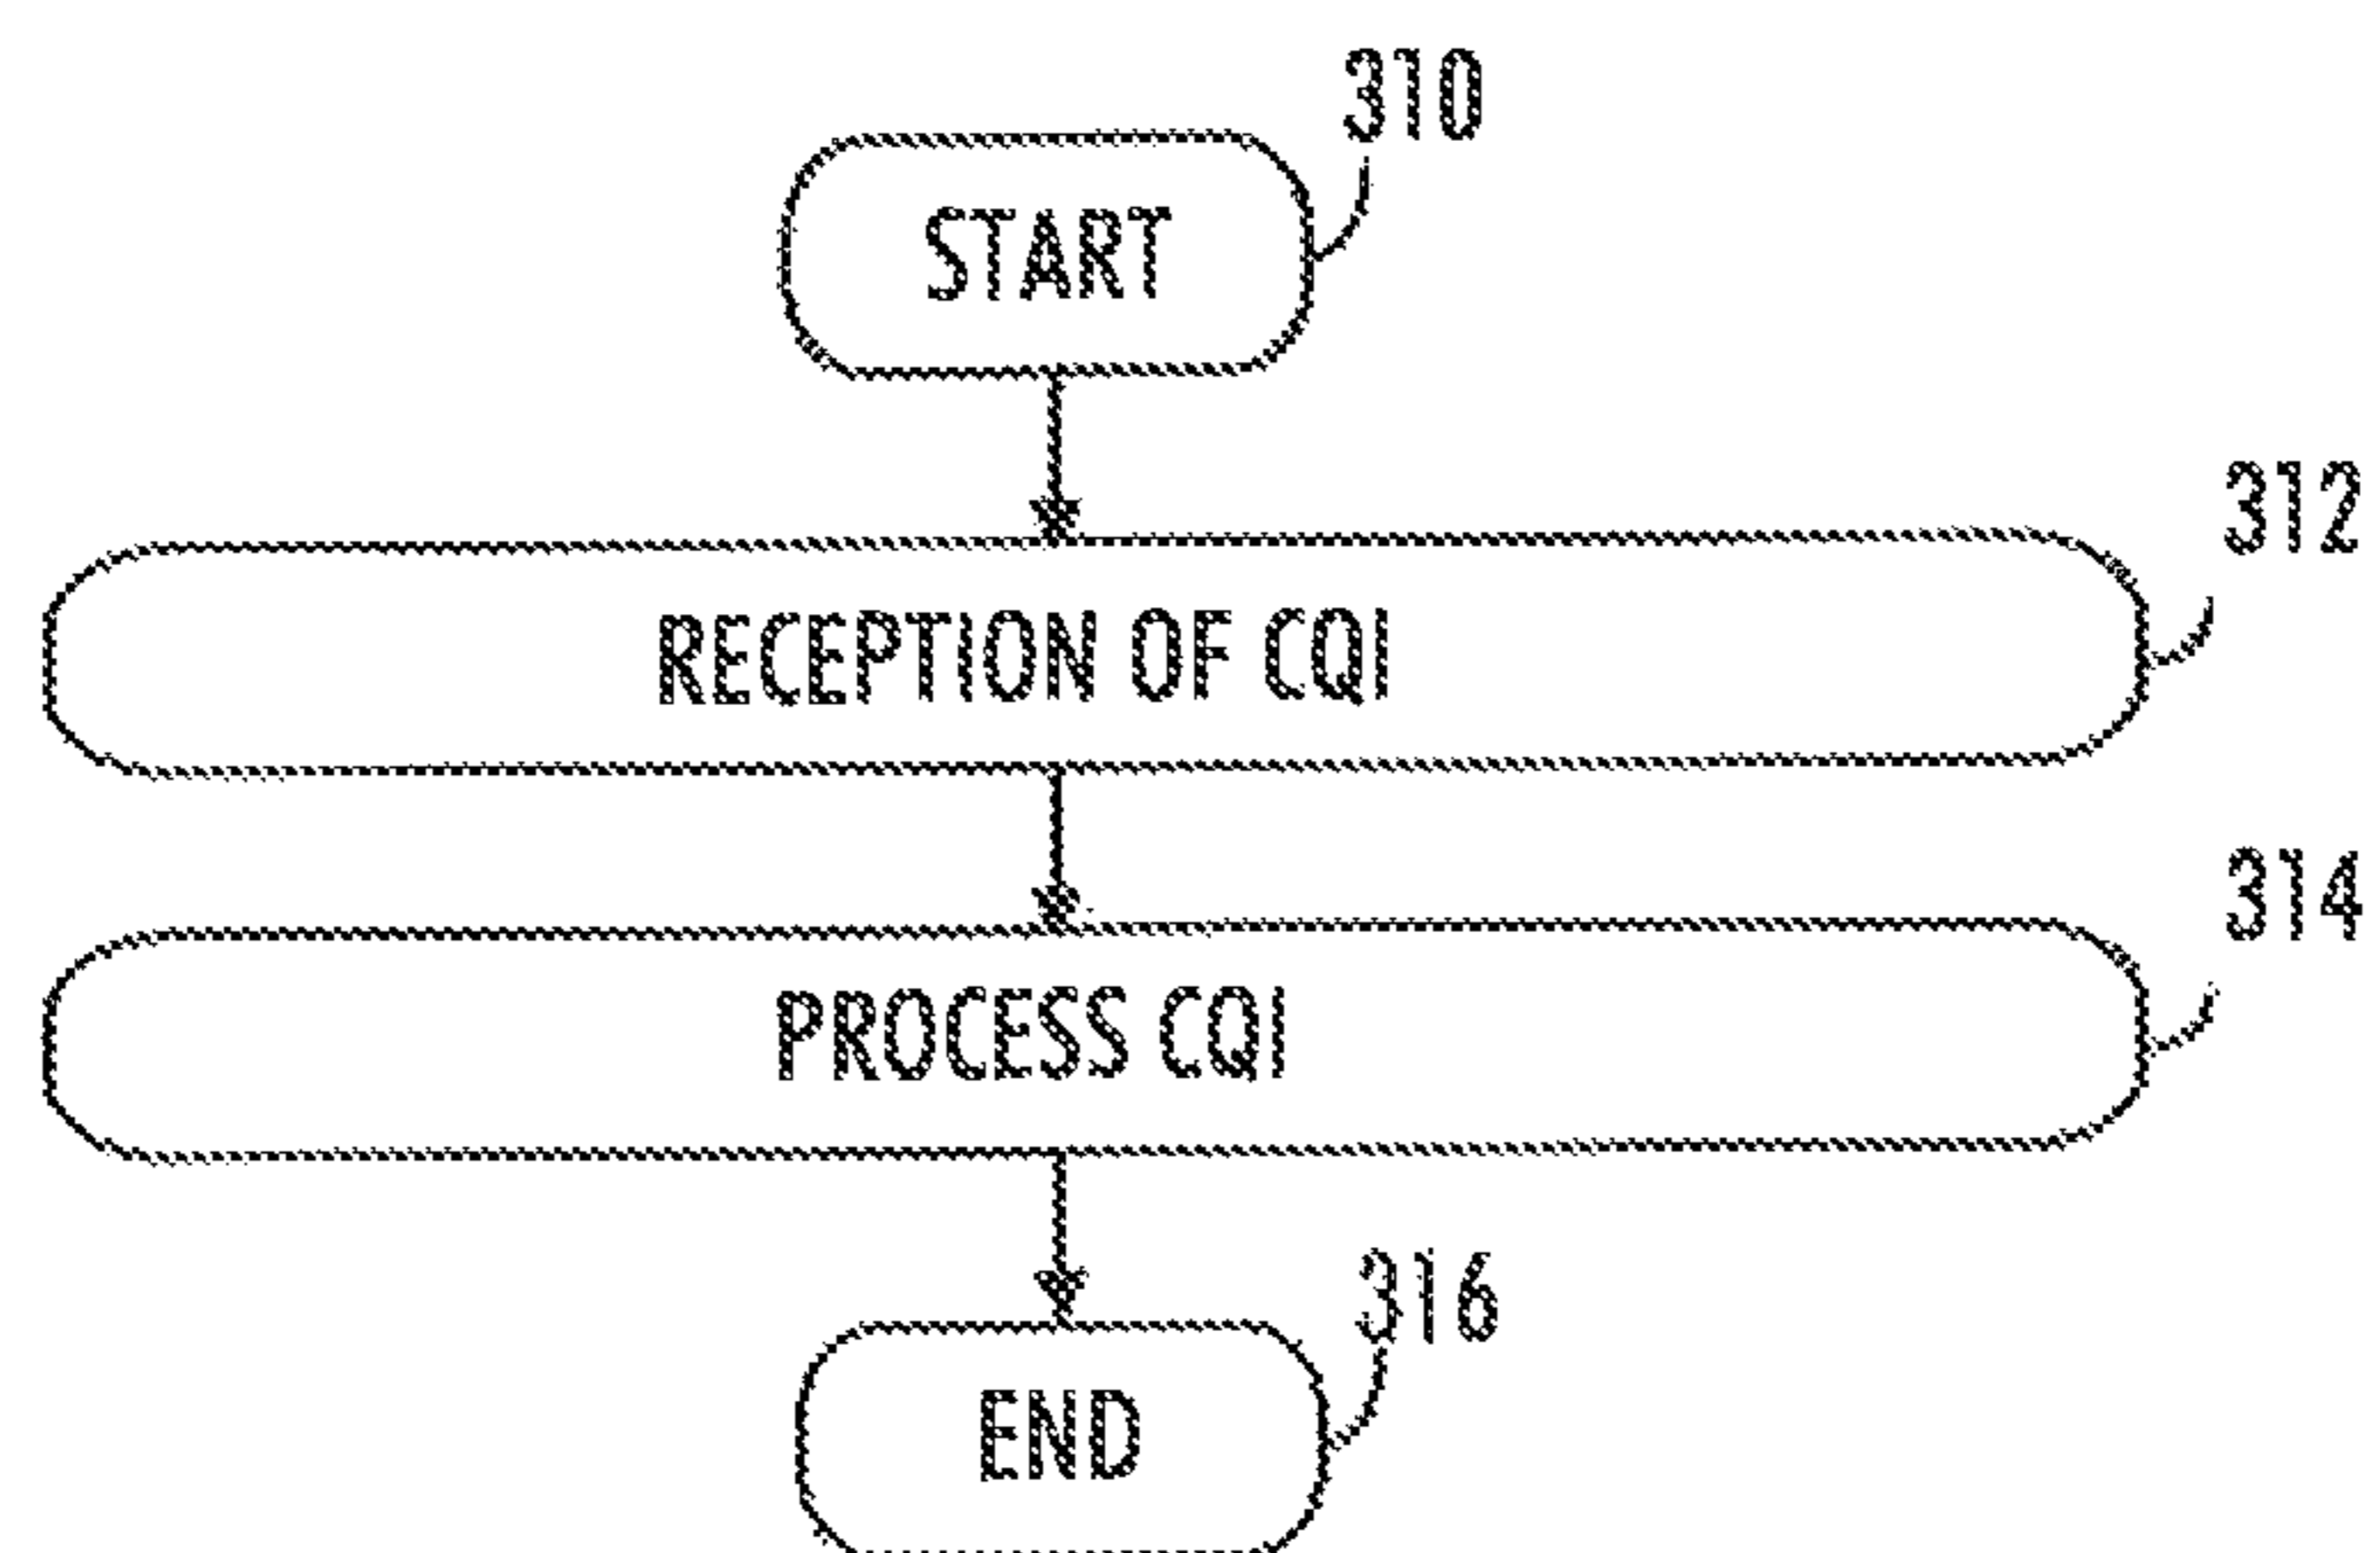 310
START
312
RECEPTION OF CQI
314
PROCESS CQI
316
END